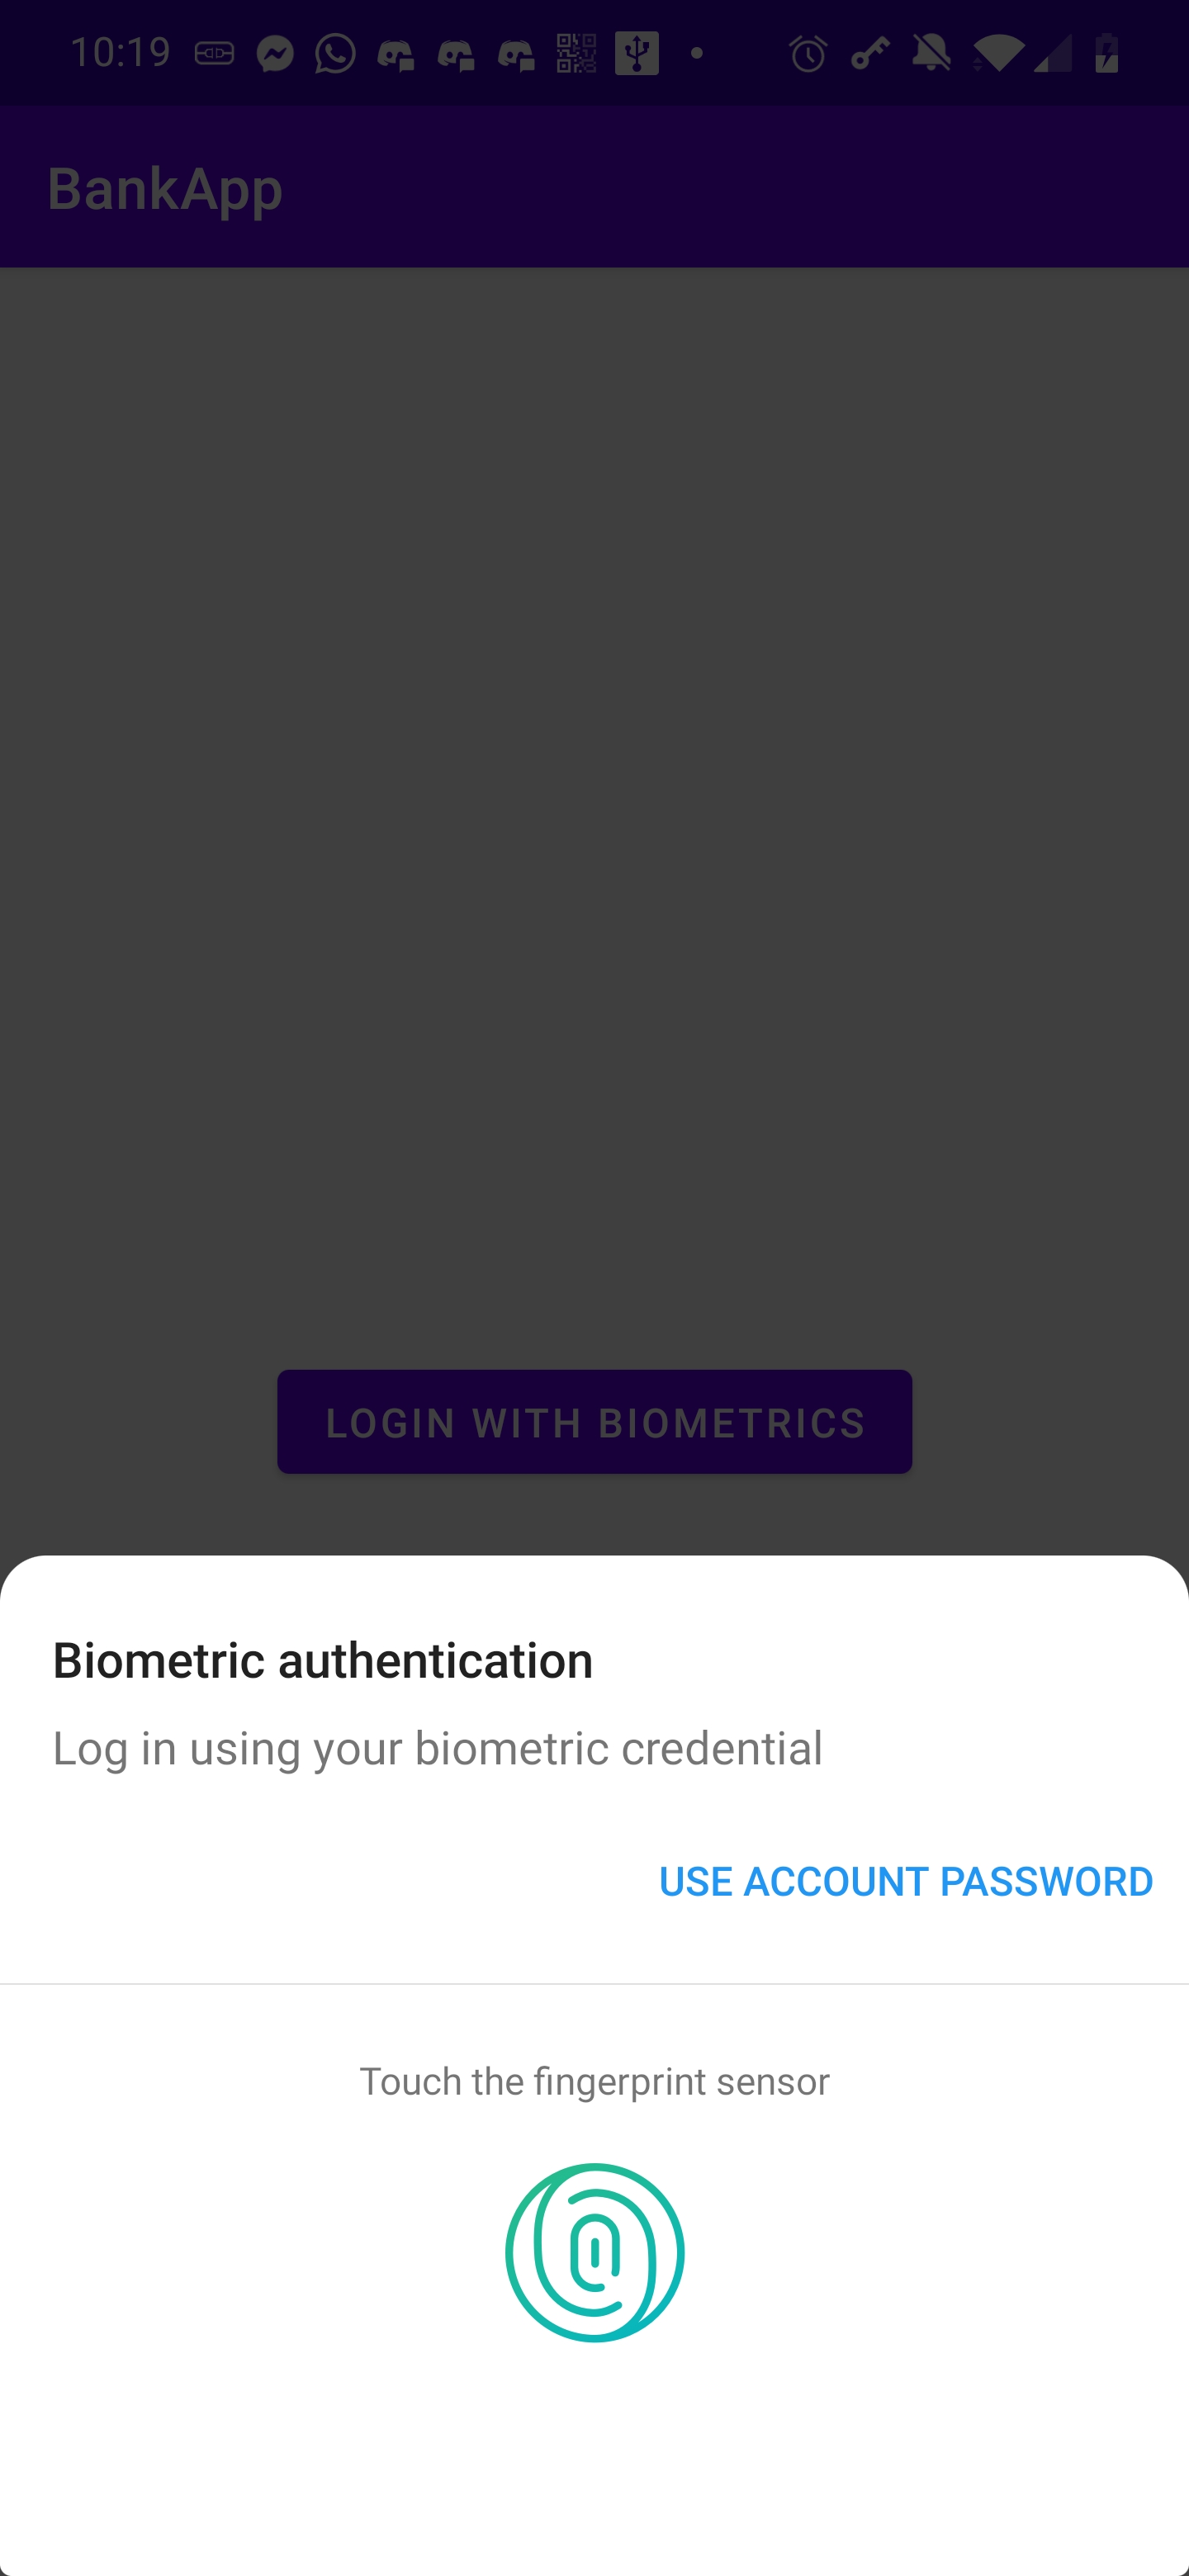 10:19
BankApp
LOGIN WITH BIOMETRICS
Biometric authentication
Log in using your biometric credential
USE ACCOUNT PASSWORD
Touch the fingerprint sensor